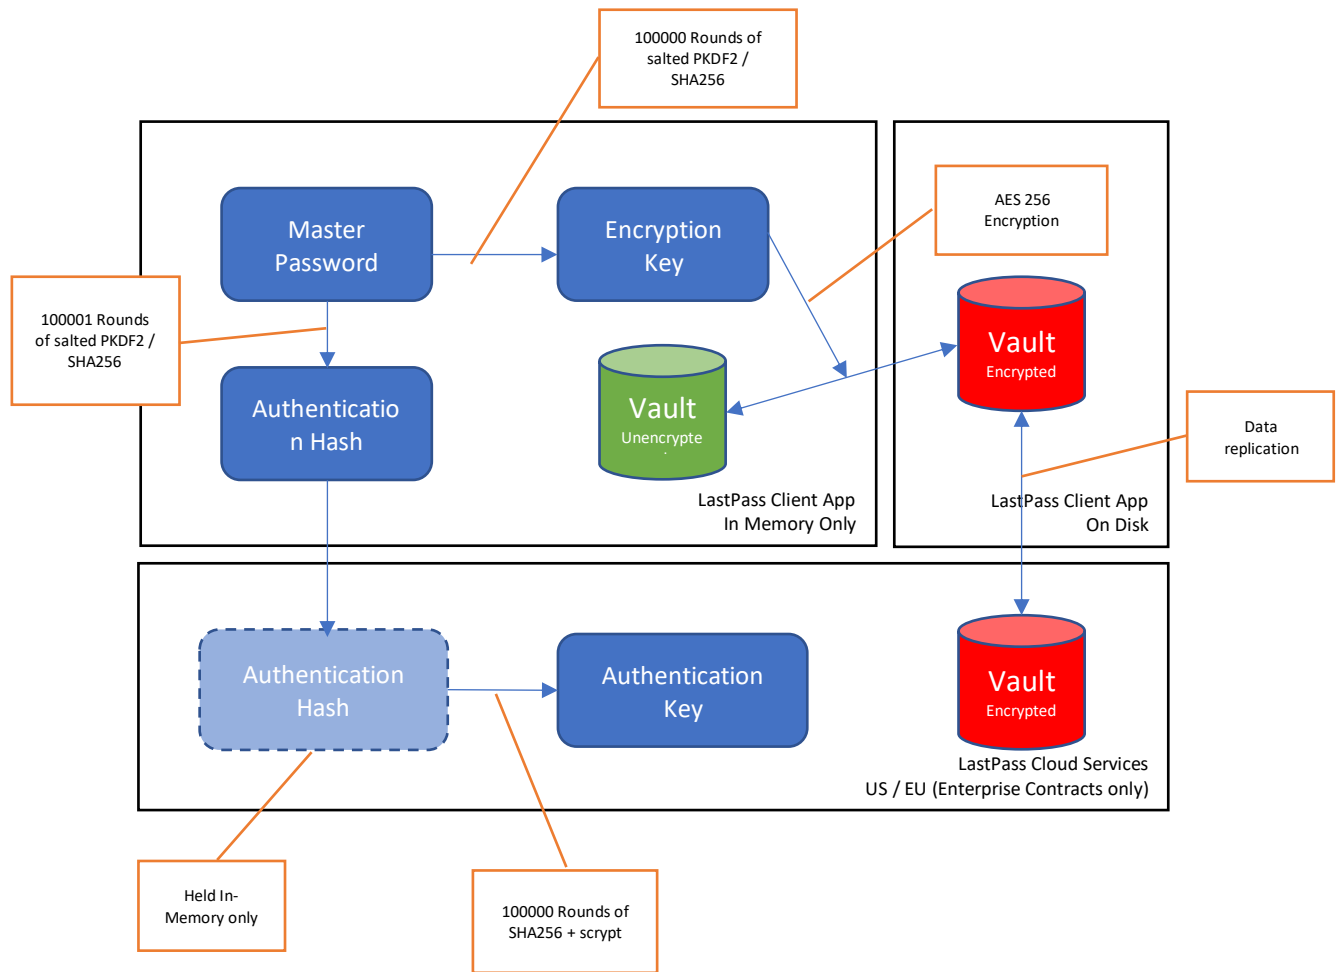 100000 Rounds of
salted PKDF2 /
SHA256
AES 256
Encryption
Master
Password
Encryption
Key
100001 Rounds
of salted PKDF2 /
SHA256
Vault
Encrypted
Authenticatio
n Hash
Vault
Unencrypte
Data
replication
LastPass Client App
In Memory Only
LastPass Client App
On Disk
Authentication
Hash
Authentication
Key
Vault
Encrypted
LastPass Cloud Services
US / EU (Enterprise Contracts only)
Held In-
Memory only
100000 Rounds of
SHA256 + scrypt